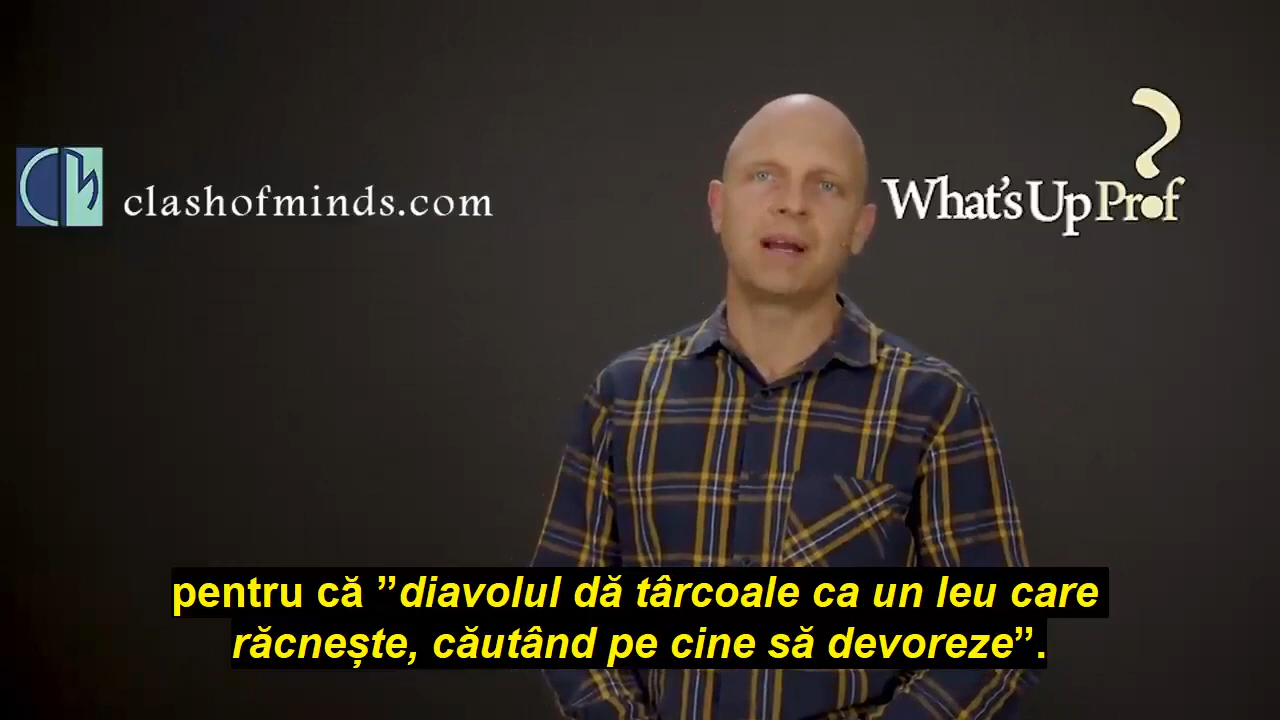 clashofminds.com
What's Up Prof
?
pentru că ”diavolul dă târcoale ca un leu care
răcnește, căutând pe cine să devoreze”.